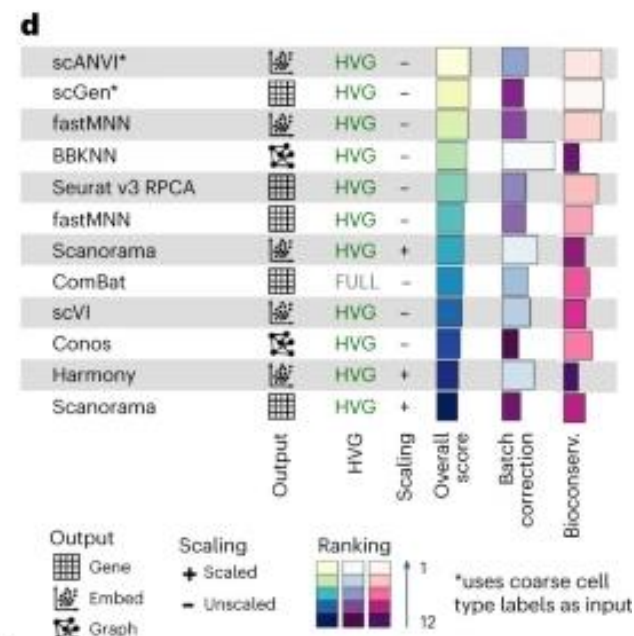 d
scANVI* HVG –
scGen* HVG –
fastMNN HVG –
BBKNN HVG –
Seurat v3 RPCA HVG –
fastMNN HVG –
Scanorama HVG +
ComBat FULL –
scVI HVG –
Conos HVG –
Harmony HVG +
Scanorama HVG +
Output
HVG
Scaling
Overall
score
Batch
correction
Bioconserv.
Output
Gene
Embed
Graph
Scaling
+ Scaled
– Unscaled
Ranking
1
12
*uses coarse cell
type labels as input